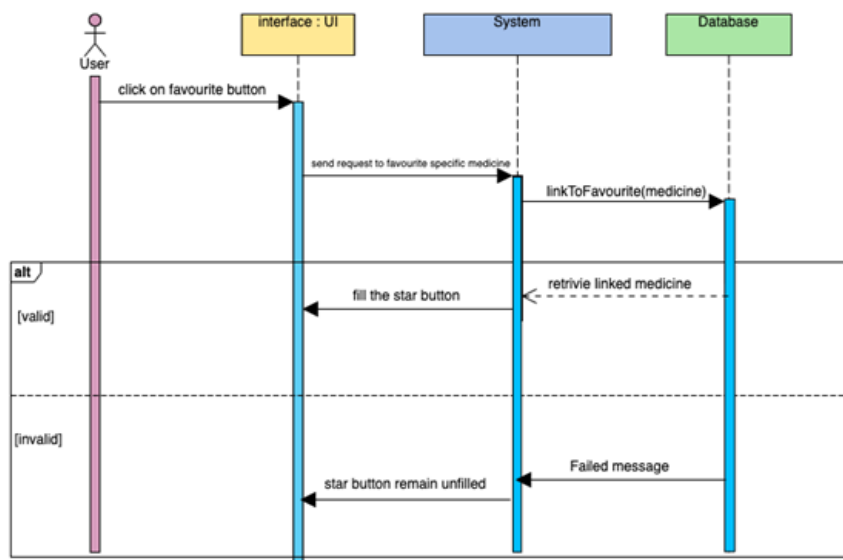 interface : UI
System
Database
User
click on favourite button
send request to favourite specific medicine
linkToFavourite(medicine)
alt
retrivie linked medicine
fill the star button
[valid]
[invalid]
Failed message
star button remain unfilled